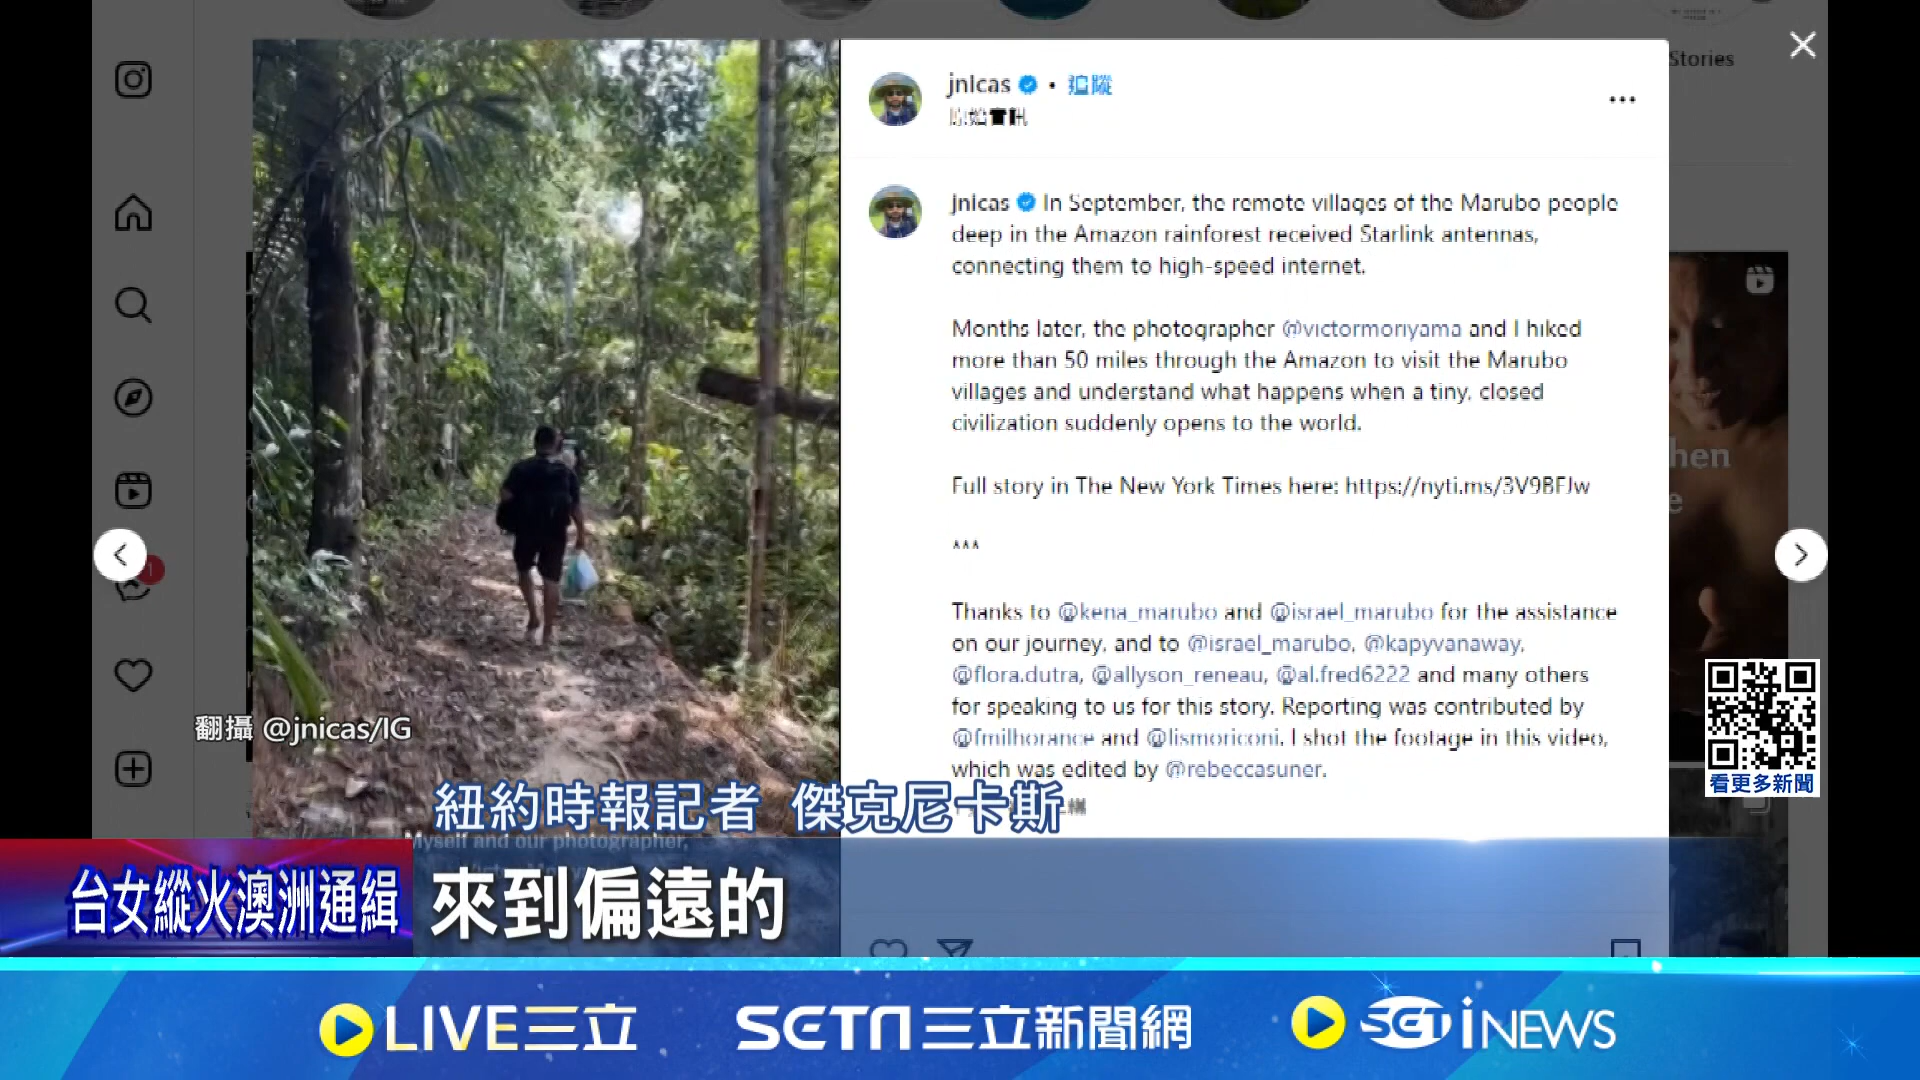 Stories
jnicas • 追蹤
jnicas In September, the remote villages of the Marubo people
deep in the Amazon rainforest received Starlink antennas,
connecting them to high-speed internet.
Months later, the photographer @victormoriyama and I hiked
more than 50 miles through the Amazon to visit the Marubo
villages and understand what happens when a tiny, closed
civilization suddenly opens to the world.
Full story in The New York Times here: https://nyti.ms/3V9BFJw
^^^
Thanks to @kena_marubo and @israel_marubo for the assistance
on our journey, and to @israel_marubo, @kapyvanaway,
@flora.dutra, @allyson_reneau, @al.fred6222 and many others
for speaking to us for this story. Reporting was contributed by
@fmilhorance and @lismoriconi. I shot the footage in this video,
which was edited by @rebeccasuner.
1
翻攝 @jnicas/IG
看更多新聞
紐約時報記者 傑克尼卡斯
Myself and our photographer,
台女縱火澳洲通緝
來到偏遠的
LIVE三立
SETN三立新聞網
SET iNEWS